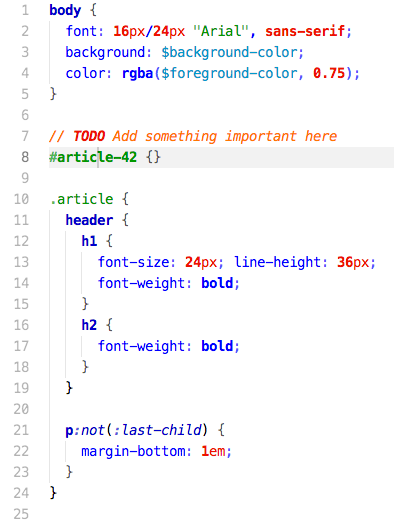 1 body {
2   font: 16px/24px "Arial", sans-serif;
3   background: $background-color;
4   color: rgba($foreground-color, 0.75);
5 }
6
7 // TODO Add something important here
8 #article-42 {}
9
10 .article {
11   header {
12     h1 {
13       font-size: 24px; line-height: 36px;
14       font-weight: bold;
15     }
16     h2 {
17       font-weight: bold;
18     }
19   }
20
21   p:not(:last-child) {
22     margin-bottom: 1em;
23   }
24 }
25